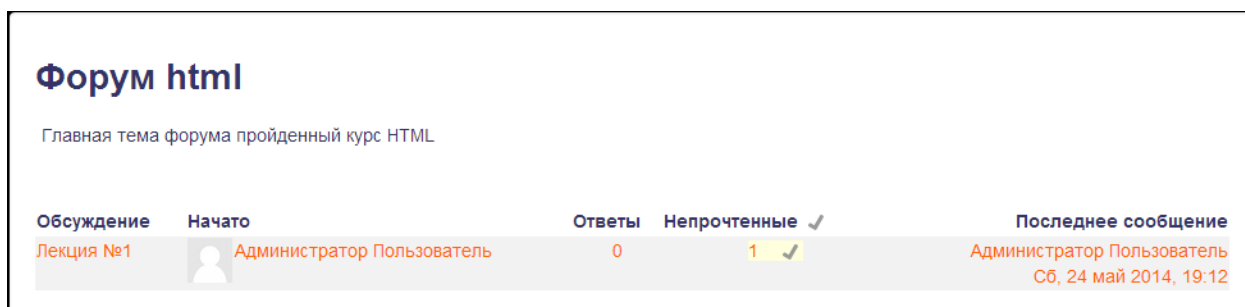 Форум html
Главная тема форума пройденный курс HTML
Обсуждение Начато Ответы Непрочтенные Последнее сообщение
Лекция №1 Администратор Пользователь 0 1 Администратор Пользователь
Сб, 24 май 2014, 19:12